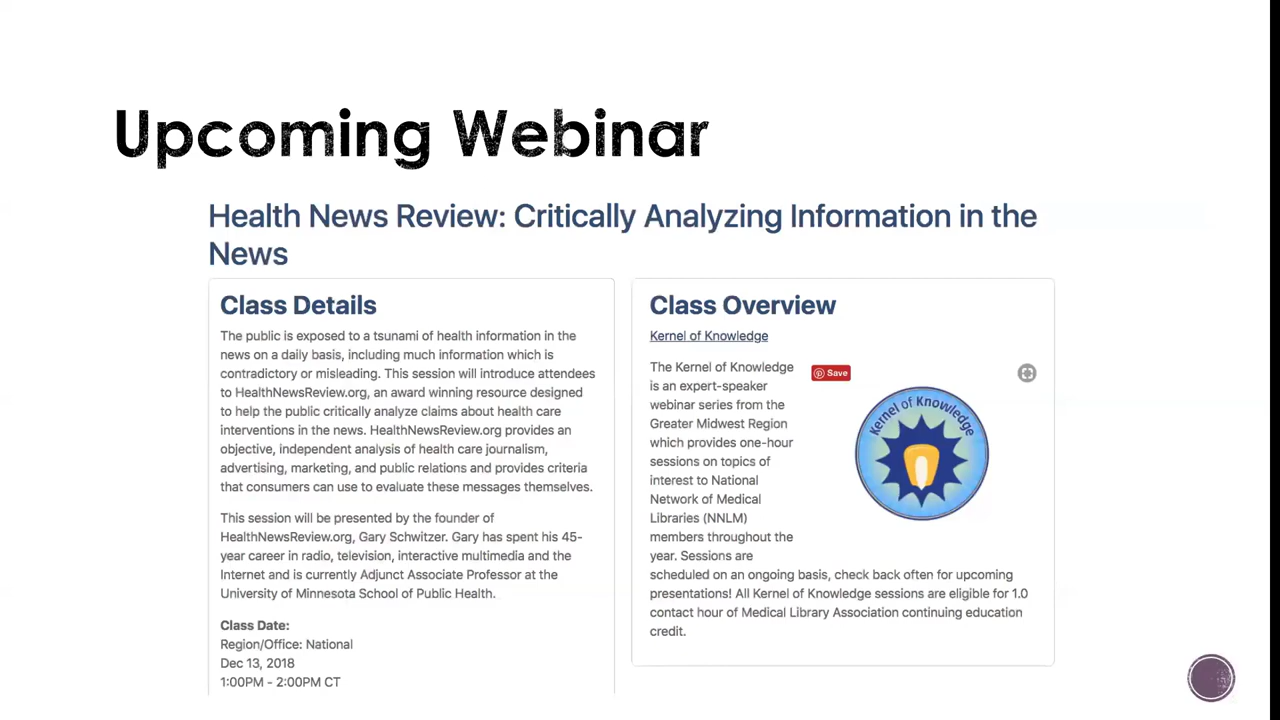 Upcoming Webinar
Health News Review: Critically Analyzing Information in the
News
Class Details
The public is exposed to a tsunami of health information in the
news on a daily basis, including much information which is
contradictory or misleading. This session will introduce attendees
to HealthNewsReview.org, an award winning resource designed
to help the public critically analyze claims about health care
interventions in the news. HealthNewsReview.org provides an
objective, independent analysis of health care journalism,
advertising, marketing, and public relations and provides criteria
that consumers can use to evaluate these messages themselves.
This session will be presented by the founder of
HealthNewsReview.org, Gary Schwitzer. Gary has spent his 45-
year career in radio, television, interactive multimedia and the
Internet and is currently Adjunct Associate Professor at the
University of Minnesota School of Public Health.
Class Date:
Region/Office: National
Dec 13, 2018
1:00PM - 2:00PM CT
Class Overview
Kernel of Knowledge
The Kernel of Knowledge
is an expert-speaker
webinar series from the
Greater Midwest Region
which provides one-hour
sessions on topics of
interest to National
Network of Medical
Libraries (NNLM)
members throughout the
year. Sessions are
scheduled on an ongoing basis, check back often for upcoming
presentations! All Kernel of Knowledge sessions are eligible for 1.0
contact hour of Medical Library Association continuing education
credit.
Save
Kernel of Knowledge